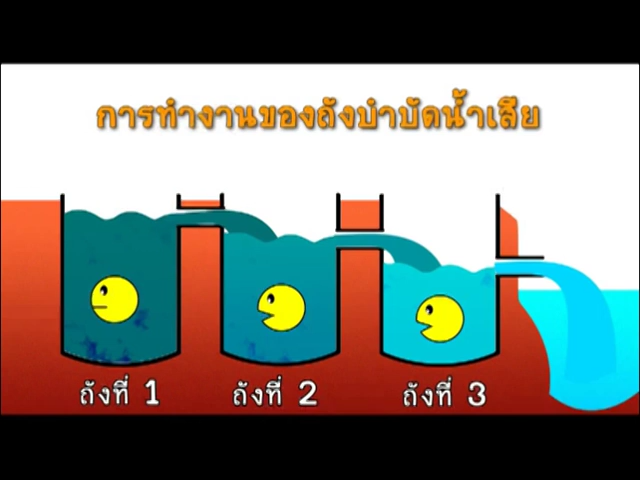 การทำงานของถังบำบัดน้ำเสีย
ถังที่ 1
ถังที่ 2
ถังที่ 3